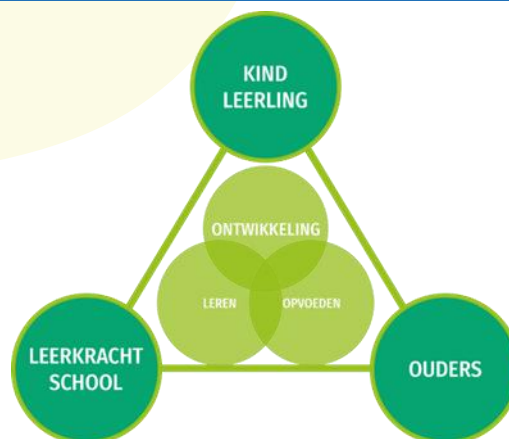 KIND
LEERLING
ONTWIKKELING
LEREN
OPVOEDEN
LEERKRACHT
SCHOOL
OUDERS